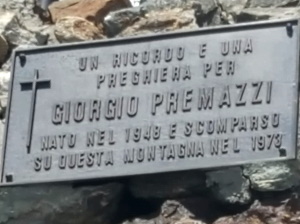 UN RICORDO E UNA
PREGHIERA PER
GIORGIO PREMAZZI
NATO NEL 1948 E SCOMPARSO
SU QUESTA MONTAGNA NEL 1973